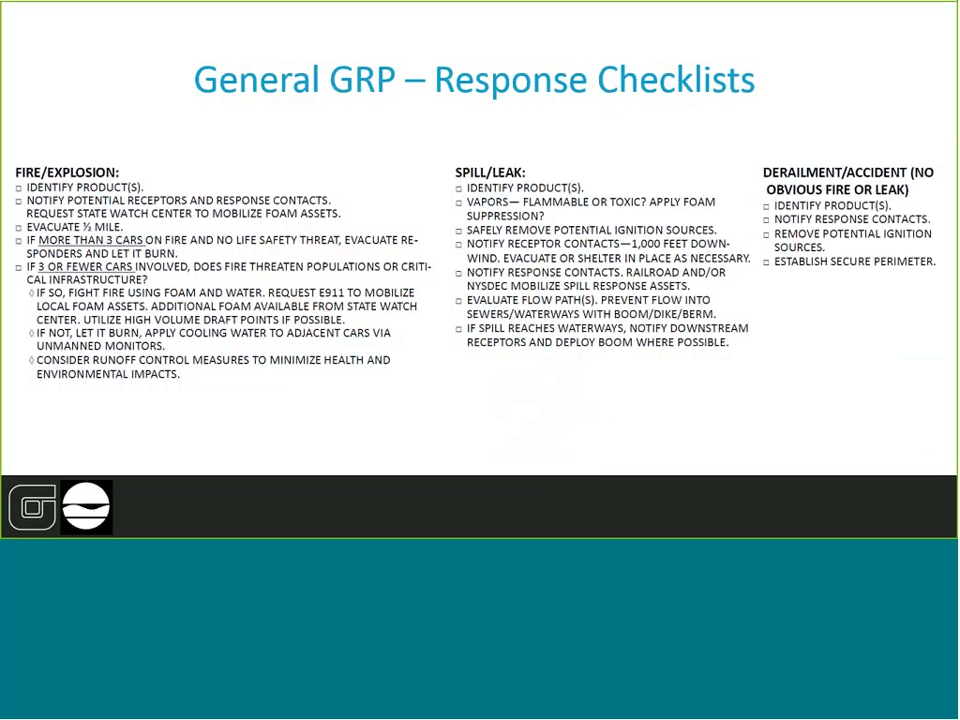 General GRP – Response Checklists
FIRE/EXPLOSION:
□ IDENTIFY PRODUCT(S).
□ NOTIFY POTENTIAL RECEPTORS AND RESPONSE CONTACTS.
REQUEST STATE WATCH CENTER TO MOBILIZE FOAM ASSETS.
□ EVACUATE ½ MILE.
□ IF MORE THAN 3 CARS ON FIRE AND NO LIFE SAFETY THREAT, EVACUATE RE-
SPONDERS AND LET IT BURN.
□ IF 3 OR FEWER CARS INVOLVED, DOES FIRE THREATEN POPULATIONS OR CRITI-
CAL INFRASTRUCTURE?
◊ IF SO, FIGHT FIRE USING FOAM AND WATER. REQUEST E911 TO MOBILIZE
LOCAL FOAM ASSETS. ADDITIONAL FOAM AVAILABLE FROM STATE WATCH
CENTER. UTILIZE HIGH VOLUME DRAFT POINTS IF POSSIBLE.
◊ IF NOT, LET IT BURN, APPLY COOLING WATER TO ADJACENT CARS VIA
UNMANNED MONITORS.
◊ CONSIDER RUNOFF CONTROL MEASURES TO MINIMIZE HEALTH AND
ENVIRONMENTAL IMPACTS.
SPILL/LEAK:
□ IDENTIFY PRODUCT(S).
□ VAPORS— FLAMMABLE OR TOXIC? APPLY FOAM
SUPPRESSION?
□ SAFELY REMOVE POTENTIAL IGNITION SOURCES.
□ NOTIFY RECEPTOR CONTACTS—1,000 FEET DOWN-
WIND. EVACUATE OR SHELTER IN PLACE AS NECESSARY.
□ NOTIFY RESPONSE CONTACTS. RAILROAD AND/OR
NYSDEC MOBILIZE SPILL RESPONSE ASSETS.
□ EVALUATE FLOW PATH(S). PREVENT FLOW INTO
SEWERS/WATERWAYS WITH BOOM/DIKE/BERM.
□ IF SPILL REACHES WATERWAYS, NOTIFY DOWNSTREAM
RECEPTORS AND DEPLOY BOOM WHERE POSSIBLE.
DERAILMENT/ACCIDENT (NO
OBVIOUS FIRE OR LEAK)
□ IDENTIFY PRODUCT(S).
□ NOTIFY RESPONSE CONTACTS.
□ REMOVE POTENTIAL IGNITION
SOURCES.
□ ESTABLISH SECURE PERIMETER.